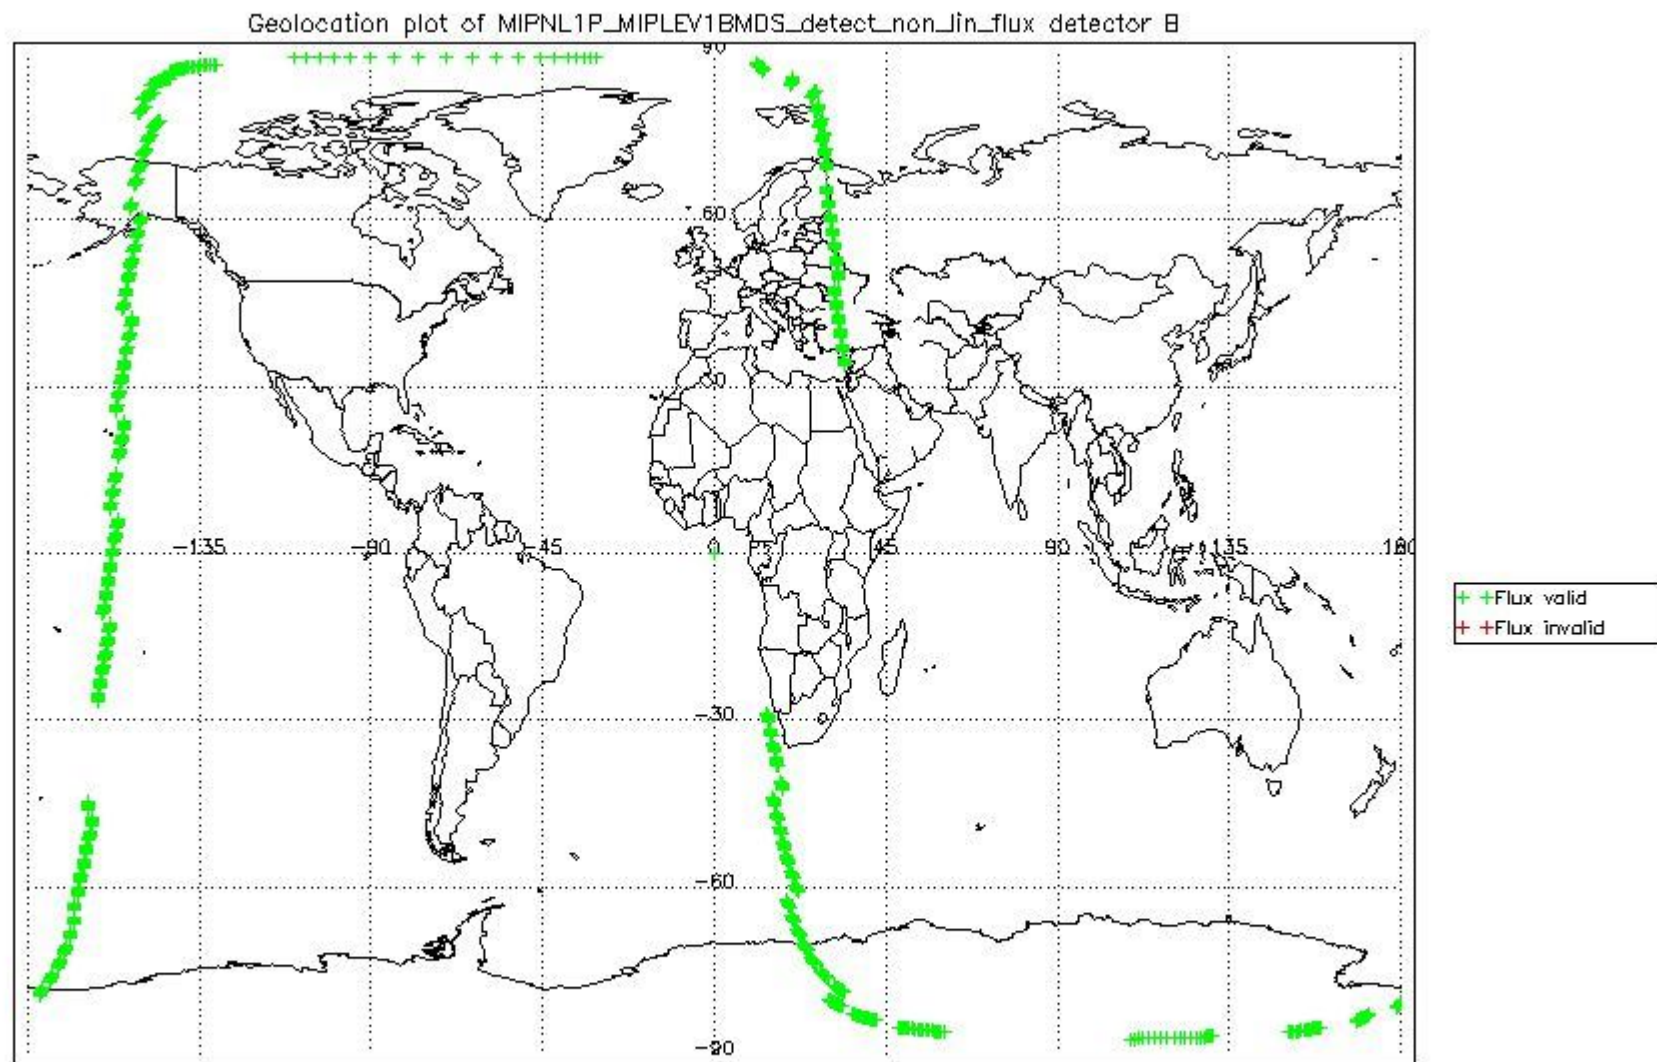 Geolocation plot of MIPNL1P_MIPLEV1BMDS_detect_non_lin_flux detector B
90
60
30
-135 -90 -45 0 45 90 135 180
+ +Flux valid
+ +Flux invalid
-30
-60
-90